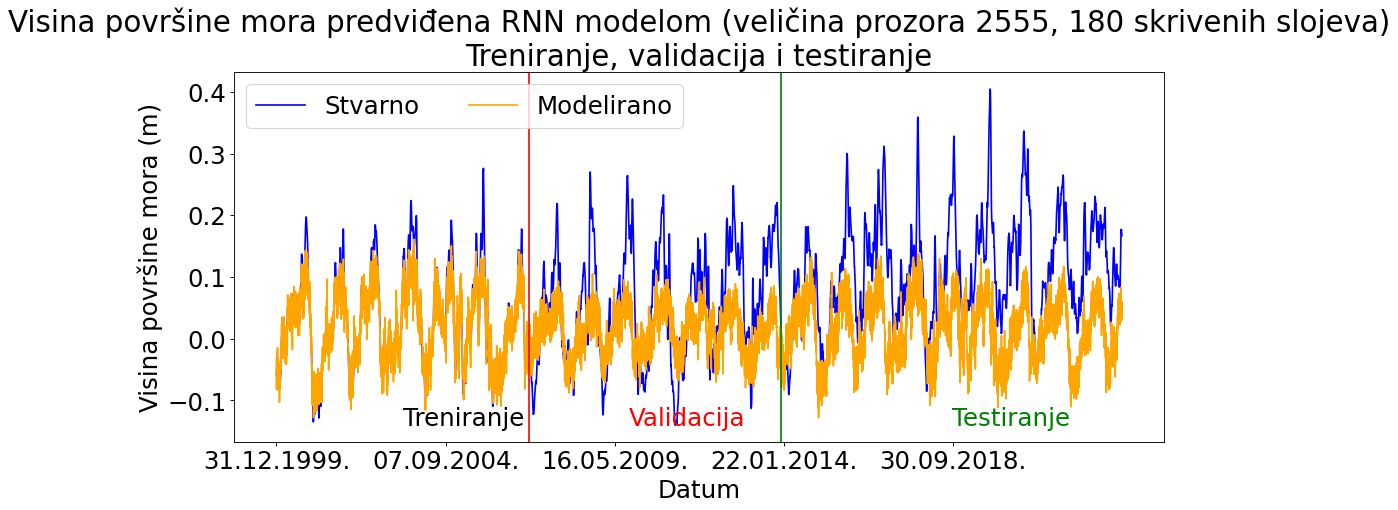 Visina površine mora predviđena RNN modelom (veličina prozora 2555, 180 skrivenih slojeva)
Treniranje, validacija i testiranje
Stvarno Modelirano
Visina površine mora (m)
0.4
0.3
0.2
0.1
0.0
−0.1
Treniranje Validacija Testiranje
31.12.1999. 07.09.2004. 16.05.2009. 22.01.2014. 30.09.2018.
Datum